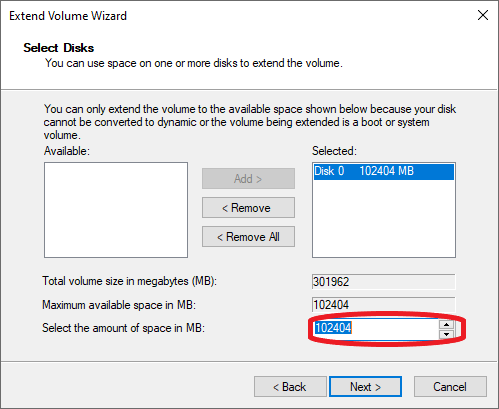 Extend Volume Wizard
Select Disks
You can use space on one or more disks to extend the volume.
You can only extend the volume to the available space shown below because your disk
cannot be converted to dynamic or the volume being extended is a boot or system
volume.
Available:
Selected:
Add >
< Remove
< Remove All
Disk 0 102404 MB
Total volume size in megabytes (MB): 301962
Maximum available space in MB: 102404
Select the amount of space in MB: 102404
< Back Next > Cancel